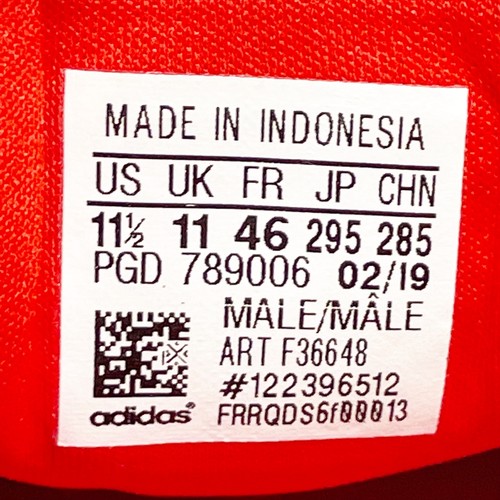 MADE IN INDONESIA
US UK FR JP CHN
11½ 11 46 295 285
PGD 789006 02/19
MALE/MÂLE
ART F36648
#122396512
adidas® FRRQDS6f00013